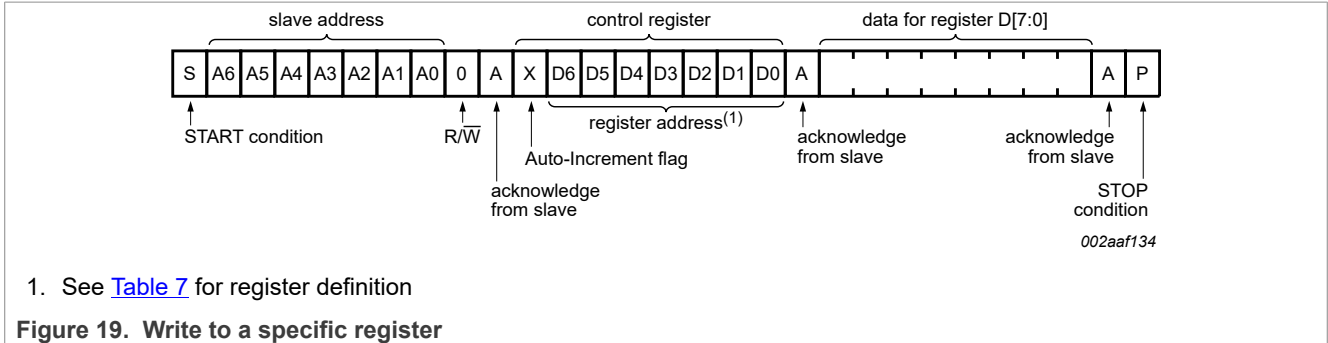 slave address control register data for register D[7:0]
S A6 A5 A4 A3 A2 A1 A0 0 A X D6 D5 D4 D3 D2 D1 D0 A A P
register address(1)
START condition R/W̅ acknowledge from slave acknowledge from slave
Auto-Increment flag
acknowledge from slave
STOP condition
002aaf134
1. See Table 7 for register definition
Figure 19. Write to a specific register